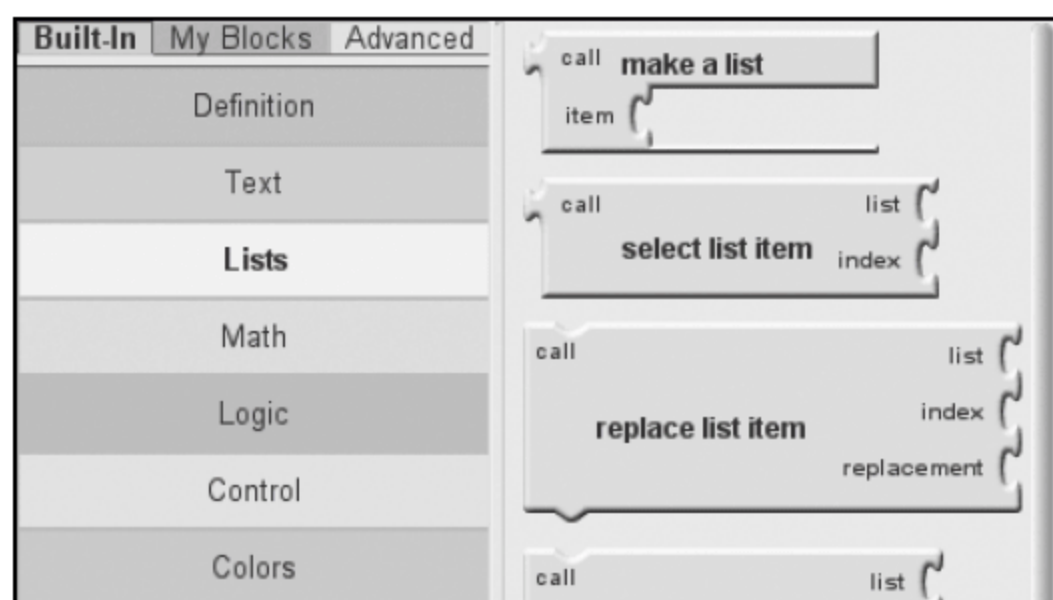 Built-In My Blocks Advanced
Definition
Text
Lists
Math
Logic
Control
Colors
call make a list
item
call list
select list item index
call list
index
replace list item
replacement
call list